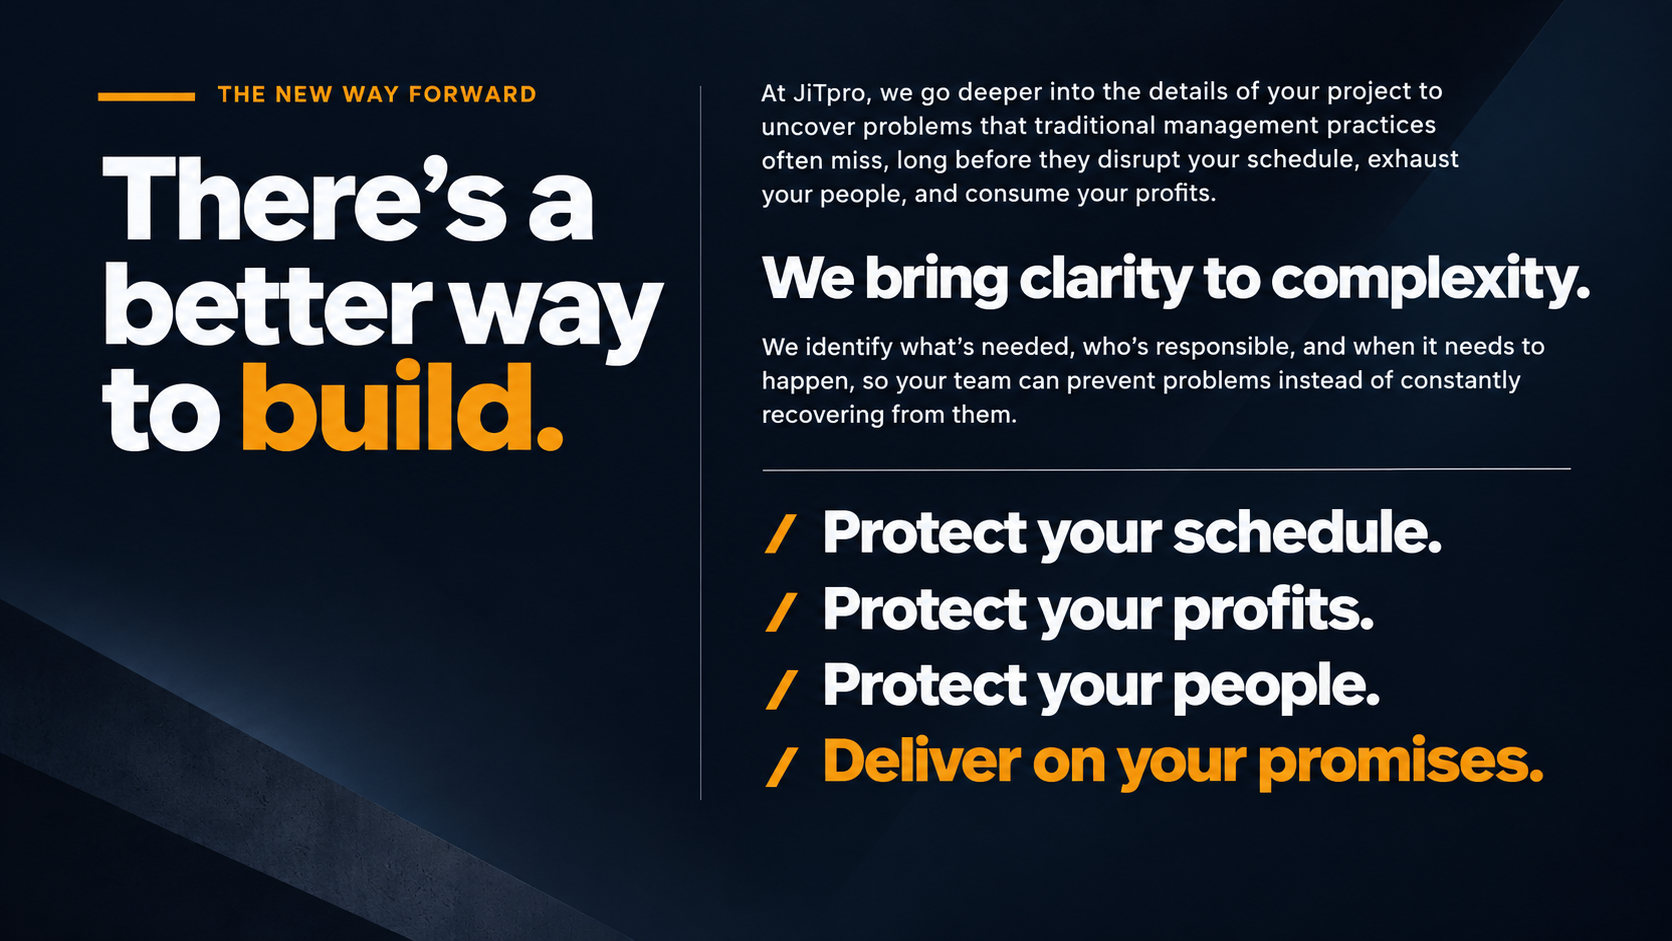 THE NEW WAY FORWARD
There’s a
better way
to build.
At JiTpro, we go deeper into the details of your project to
uncover problems that traditional management practices
often miss, long before they disrupt your schedule, exhaust
your people, and consume your profits.
We bring clarity to complexity.
We identify what’s needed, who’s responsible, and when it needs to
happen, so your team can prevent problems instead of constantly
recovering from them.
/ Protect your schedule.
/ Protect your profits.
/ Protect your people.
/ Deliver on your promises.